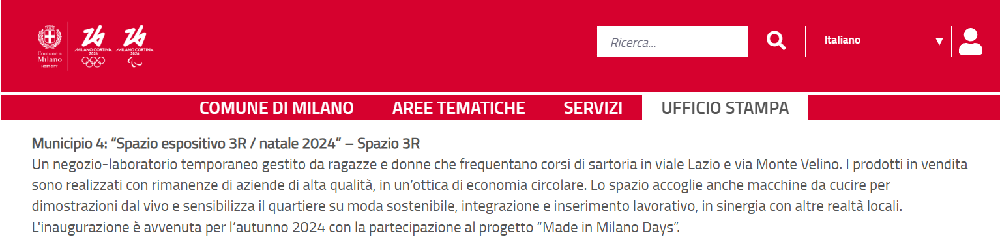 Comune di
Milano
HOST CITY
MILANO CORTINA
2026
MILANO CORTINA
2026
Ricerca...
Italiano
COMUNE DI MILANO
AREE TEMATICHE
SERVIZI
UFFICIO STAMPA
Municipio 4: “Spazio espositivo 3R / natale 2024” – Spazio 3R
Un negozio-laboratorio temporaneo gestito da ragazze e donne che frequentano corsi di sartoria in viale Lazio e via Monte Velino. I prodotti in vendita
sono realizzati con rimanenze di aziende di alta qualità, in un’ottica di economia circolare. Lo spazio accoglie anche macchine da cucire per
dimostrazioni dal vivo e sensibilizza il quartiere su moda sostenibile, integrazione e inserimento lavorativo, in sinergia con altre realtà locali.
L'inaugurazione è avvenuta per l’autunno 2024 con la partecipazione al progetto “Made in Milano Days”.